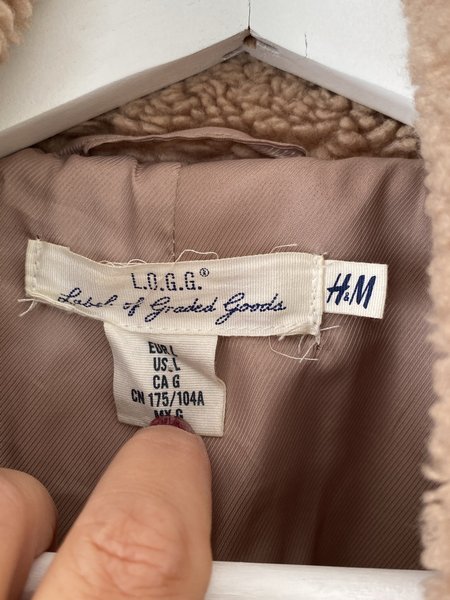 L.O.G.G.®
Label of Graded Goods
H&M
EUR L
US L
CA G
CN 175/104A
MX G